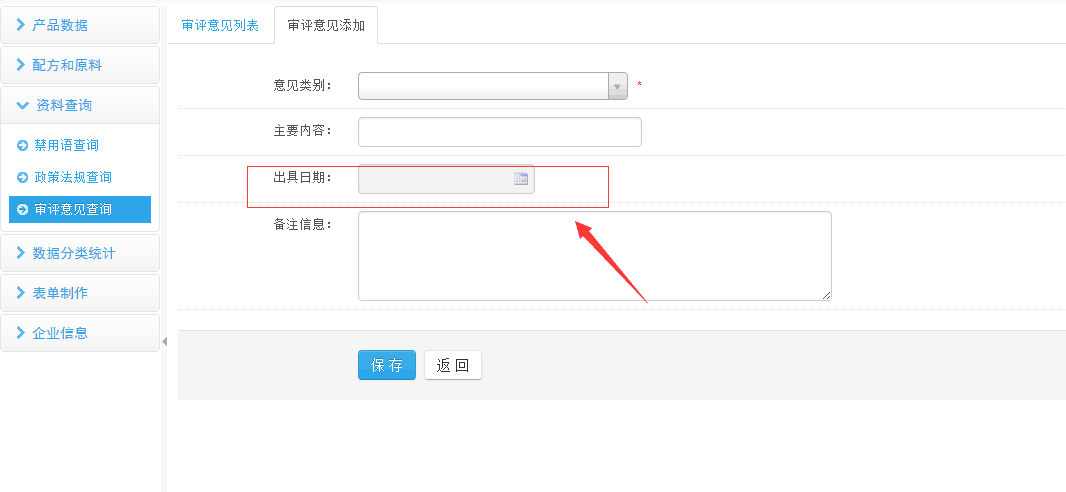 产品数据
配方和原料
资料查询
禁用语查询
政策法规查询
审评意见查询
数据分类统计
表单制作
企业信息
审评意见列表 审评意见添加
意见类别： *
主要内容：
出具日期：
备注信息：
保 存 返 回